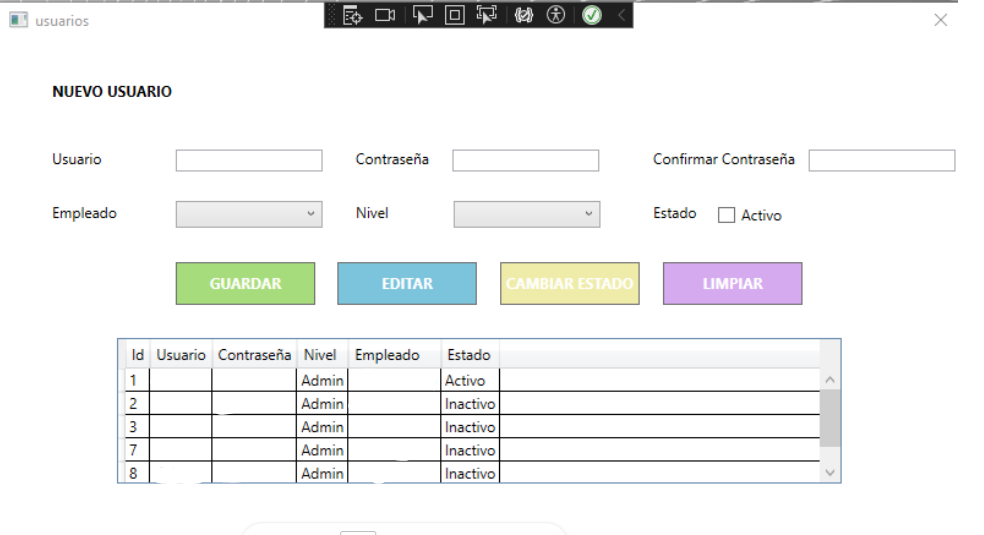 usuarios
NUEVO USUARIO
Usuario Contraseña Confirmar Contraseña
Empleado Nivel Estado Activo
GUARDAR EDITAR CAMBIAR ESTADO LIMPIAR
Id Usuario Contraseña Nivel Empleado Estado
1 Admin Activo
2 Admin Inactivo
3 Admin Inactivo
7 Admin Inactivo
8 Admin Inactivo